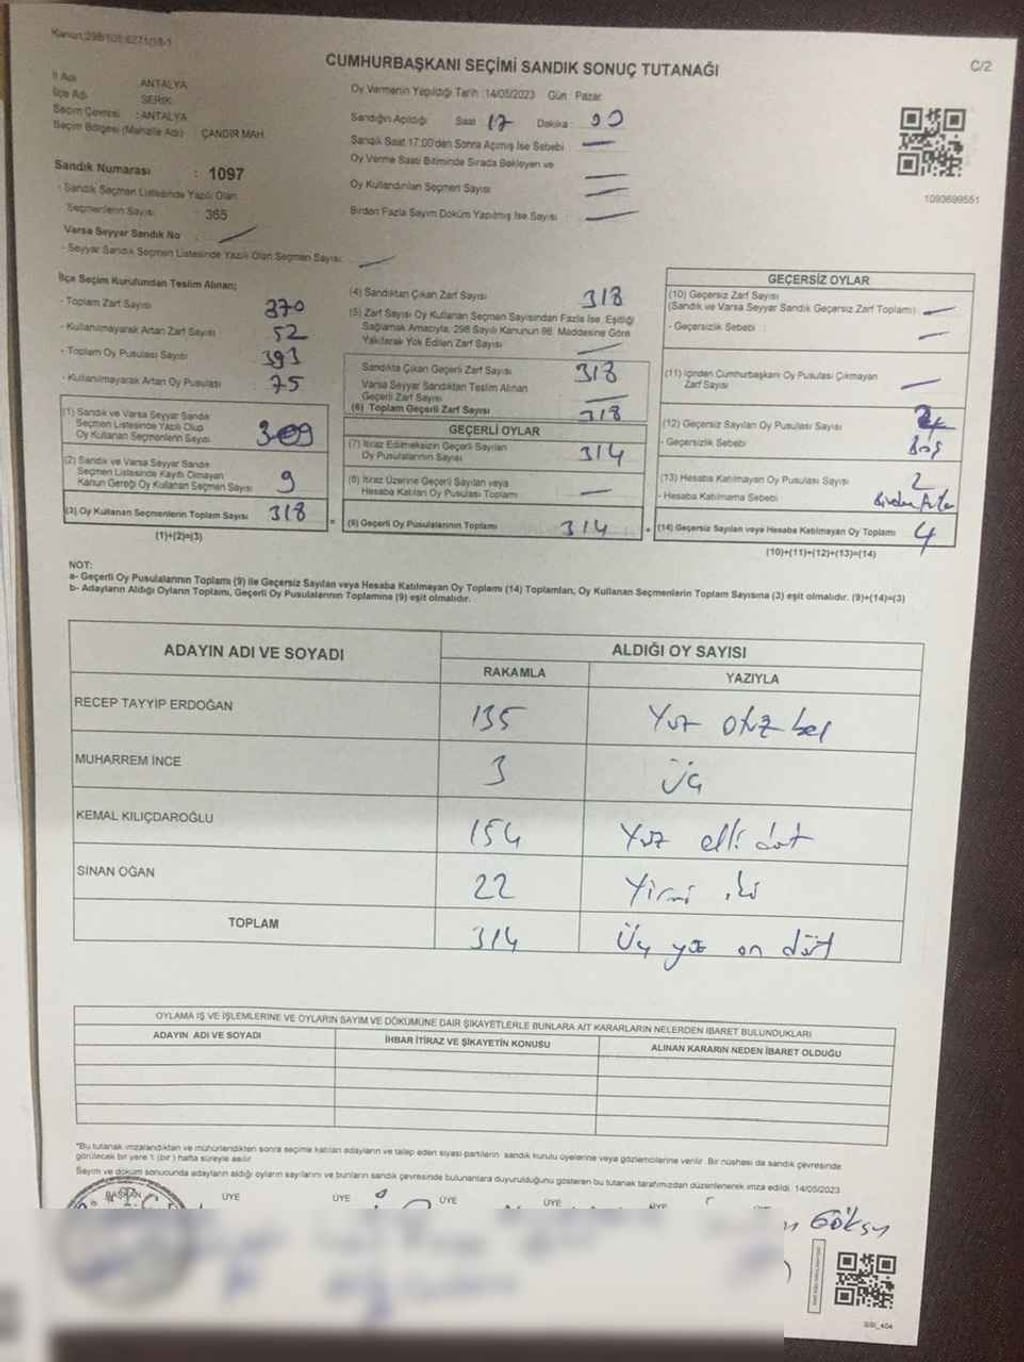 Kanun:298/105:6271/18-1
C/2
CUMHURBAŞKANI SEÇİMİ SANDIK SONUÇ TUTANAĞI
İl Adı : ANTALYA
İlçe Adı : SERİK
Seçim Çevresi : ANTALYA
Seçim Bölgesi (Mahalle Adı) : ÇANDIR MAH.
Sandık Numarası : 1097
- Sandık Seçmen Listesinde Yazılı Olan
Seçmenlerin Sayısı : 365
Varsa Seyyar Sandık No :
- Seyyar Sandık Seçmen Listesinde Yazılı Olan Seçmen Sayısı:
Oy Vermenin Yapıldığı Tarih :14/05/2023 Gün : Pazar
Sandığın Açıldığı Saat : 17 Dakika : 00
Sandık Saat 17:00'den Sonra Açılmış İse Sebebi :
Oy Verme Saati Bitiminde Sırada Bekleyen ve
Oy Kullandırılan Seçmen Sayısı :
Birden Fazla Sayım Döküm Yapılmış İse Sayısı :
1093699551
İlçe Seçim Kurulundan Teslim Alınan;
- Toplam Zarf Sayısı : 370
- Kullanılmayarak Artan Zarf Sayısı : 52
- Toplam Oy Pusulası Sayısı : 393
- Kullanılmayarak Artan Oy Pusulası : 75
(1) Sandık ve Varsa Seyyar Sandık
Seçmen Listesinde Yazılı Olup
Oy Kullanan Seçmenlerin Sayısı 309
(2) Sandık ve Varsa Seyyar Sandık
Seçmen Listesinde Kayıtlı Olmayan
Kanun Gereği Oy Kullanan Seçmen Sayısı 9
(3) Oy Kullanan Seçmenlerin Toplam Sayısı 318
(1)+(2)=(3)
(4) Sandıktan Çıkan Zarf Sayısı : 318
(5) Zarf Sayısı Oy Kullanan Seçmen Sayısından Fazla İse, Eşitliği
Sağlamak Amacıyla, 298 Sayılı Kanunun 98. Maddesine Göre
Yakılarak Yok Edilen Zarf Sayısı :
Sandıkta Çıkan Geçerli Zarf Sayısı : 318
Varsa Seyyar Sandıktan Teslim Alınan
Geçerli Zarf Sayısı :
(6) Toplam Geçerli Zarf Sayısı : 318
GEÇERLİ OYLAR
(7) İtiraz Edilmeksizin Geçerli Sayılan
Oy Pusulalarının Sayısı : 314
(8) İtiraz Üzerine Geçerli Sayılan veya
Hesaba Katılan Oy Pusulası Toplamı :
(9) Geçerli Oy Pusulalarının Toplamı : 314
GEÇERSİZ OYLAR
(10) Geçersiz Zarf Sayısı
(Sandık ve Varsa Seyyar Sandık Geçersiz Zarf Toplamı) :
- Geçersizlik Sebebi :
(11) İçinden Cumhurbaşkanı Oy Pusulası Çıkmayan
Zarf Sayısı :
(12) Geçersiz Sayılan Oy Pusulası Sayısı :
- Geçersizlik Sebebi : Boş
(13) Hesaba Katılmayan Oy Pusulası Sayısı : 2
- Hesaba Katılmama Sebebi : Birden
(14) Geçersiz Sayılan veya Hesaba Katılmayan Oy Toplamı : 4
(10)+(11)+(12)+(13)=(14)
NOT:
a- Geçerli Oy Pusulalarının Toplamı (9) ile Geçersiz Sayılan veya Hesaba Katılmayan Oy Toplamı (14) Toplamları, Oy Kullanan Seçmenlerin Toplam Sayısına (3) eşit olmalıdır. (9)+(14)=(3)
b- Adayların Aldığı Oyların Toplamı, Geçerli Oy Pusulalarının Toplamına (9) eşit olmalıdır.
ADAYIN ADI VE SOYADI ALDIĞI OY SAYISI
RAKAMLA YAZIYLA
RECEP TAYYİP ERDOĞAN 135 Yüz otuz beş
MUHARREM İNCE 3 Üç
KEMAL KILIÇDAROĞLU 154 Yüz elli dört
SİNAN OĞAN 22 Yirmi iki
TOPLAM 314 Üç yüz on dört
OYLAMA İŞ VE İŞLEMLERİNE VE OYLARIN SAYIM VE DÖKÜMÜNE DAİR ŞİKAYETLERLE BUNLARA AİT KARARLARIN NELERDEN İBARET BULUNDUKLARI
ADAYIN ADI VE SOYADI İHBAR İTİRAZ VE ŞİKAYETİN KONUSU ALINAN KARARIN NEDEN İBARET OLDUĞU
*Bu tutanak imzalandıktan ve mühürlendikten sonra seçime katılan adayların ve talep eden siyasi partilerin sandık kurulu üyelerine veya gözlemcilerine verilir. Bir nüshası da sandık çevresinde
görülecek bir yere 1 (bir) hafta süreyle asılır.
Sayım ve döküm sonucunda adayların aldığı oyların sayılarını ve bunların sandık çevresinde bulunanlara duyurulduğunu gösteren bu tutanak tarafımızdan düzenlenerek imza edildi. 14/05/2023
BAŞKAN ÜYE ÜYE ÜYE ÜYE ÜYE
Göksu